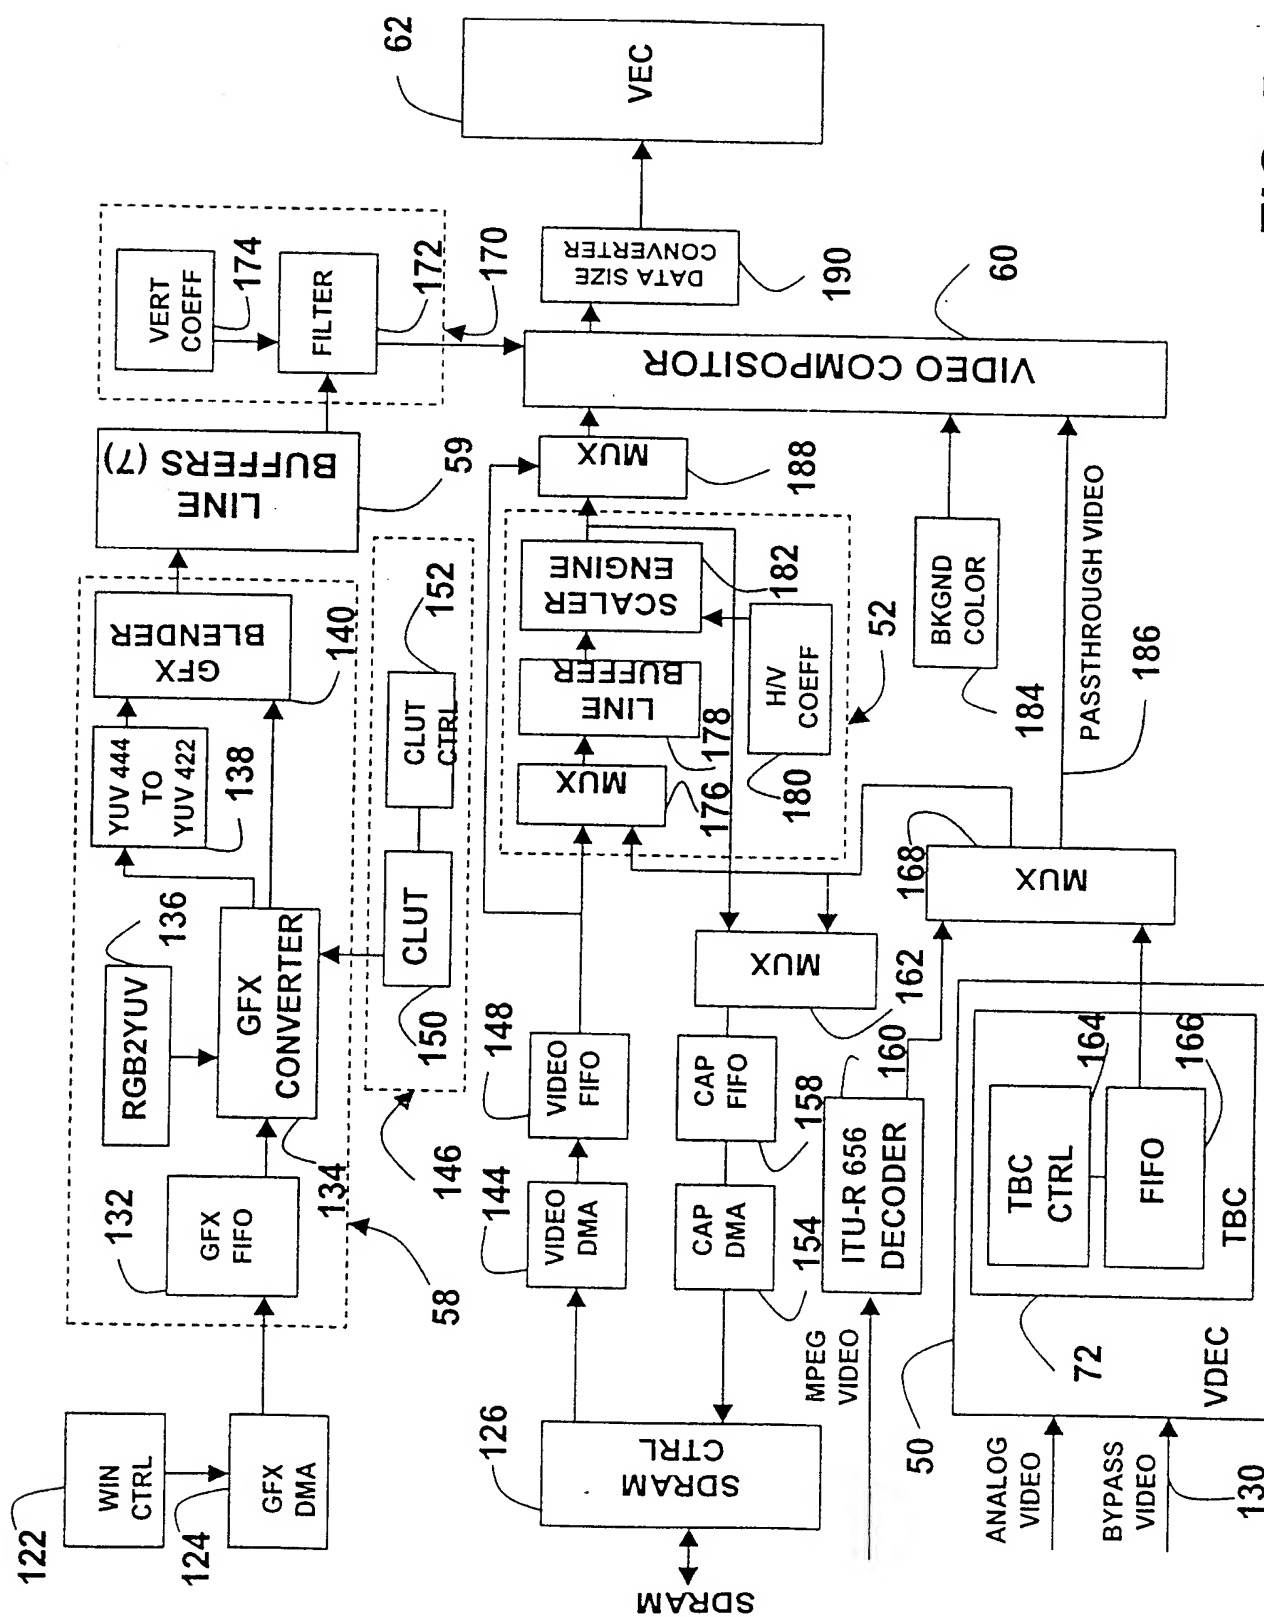 122
WIN
CTRL
124
GFX
DMA
132
GFX
FIFO
134
RGB2YUV
136
GFX
CONVERTER
58
YUV 444
TO
YUV 422
138
GFX
BLENDER
140
LINE
BUFFERS (7)
59
VERT
COEFF
174
FILTER
172
170
CLUT
150
CLUT
CTRL
152
146
SDRAM
SDRAM
CTRL
126
144
VIDEO
DMA
148
VIDEO
FIFO
CAP
DMA
154
CAP
FIFO
158
MUX
162
MUX
176
LINE
BUFFER
178
SCALER
ENGINE
182
H/V
COEFF
180
52
MUX
188
VIDEO COMPOSITOR
60
DATA SIZE
CONVERTER
190
VEC
62
MPEG
VIDEO
ITU-R 656
DECODER
160
MUX
168
BKGND
COLOR
184
PASSTHROUGH VIDEO
186
ANALOG
VIDEO
BYPASS
VIDEO
130
50
VDEC
72
TBC
CTRL
164
FIFO
166
TBC